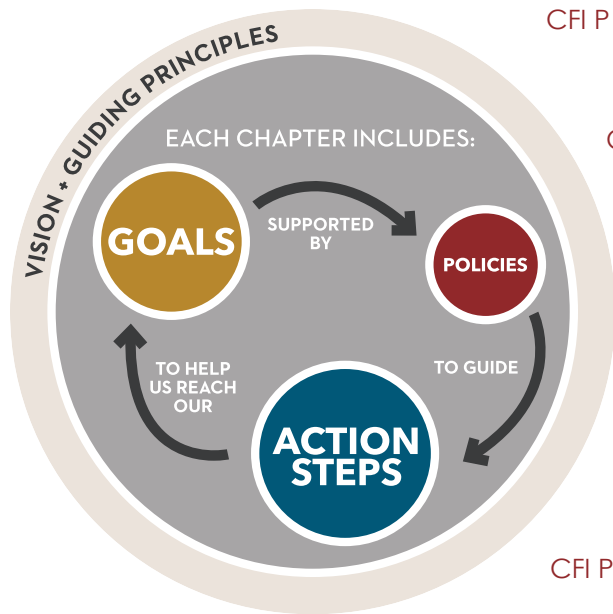 CFI P
VISION + GUIDING PRINCIPLES
EACH CHAPTER INCLUDES:
GOALS
SUPPORTED
BY
POLICIES
TO GUIDE
ACTION
STEPS
TO HELP
US REACH
OUR
CFI P